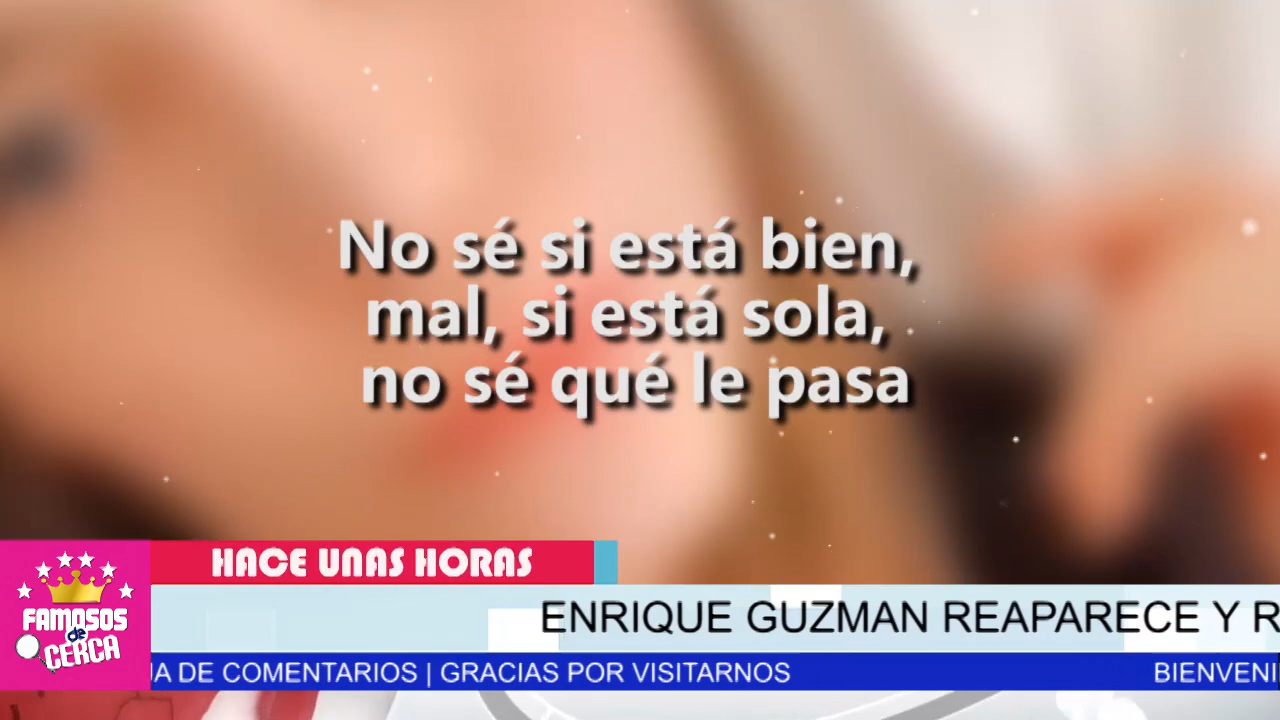 No sé si está bien,
mal, si está sola,
no sé qué le pasa
HACE UNAS HORAS
FAMOSOS
de
CERCA
ENRIQUE GUZMAN REAPARECE Y R
JA DE COMENTARIOS | GRACIAS POR VISITARNOS BIENVENI